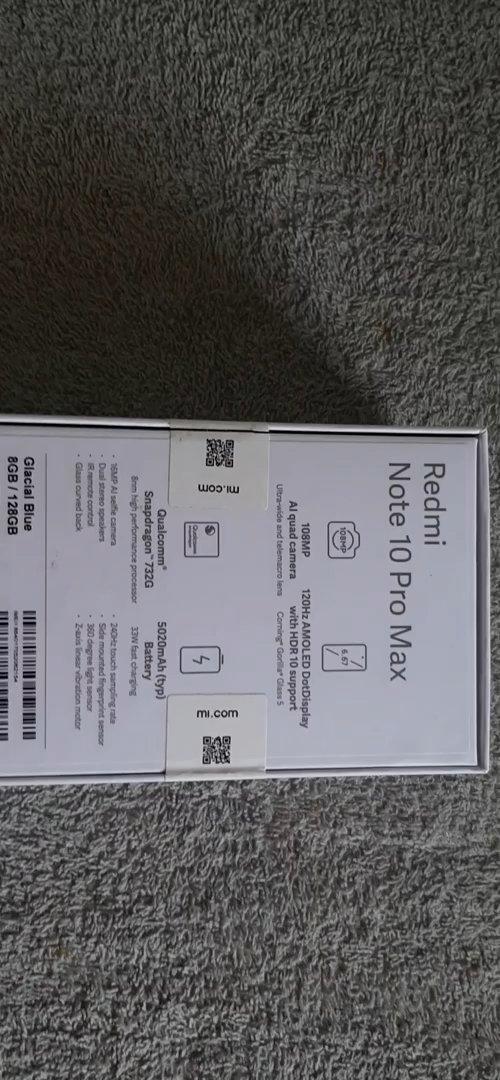 Redmi
Note 10 Pro Max
108MP
108MP
AI quad camera
Ultra-wide and telemacro lens
6.67
120Hz AMOLED DotDisplay
with HDR 10 support
Corning® Gorilla® Glass 5
mi.com
mi.com
Qualcomm®
Snapdragon™ 732G
8nm high performance processor
5020mAh (typ)
Battery
33W fast charging
· 16MP AI selfie camera
· Dual stereo speakers
· IR remote control
· Glass curved back
· 240Hz touch sampling rate
· Side mounted fingerprint sensor
· 360 degree light sensor
· Z-axis linear vibration motor
Glacial Blue
8GB / 128GB